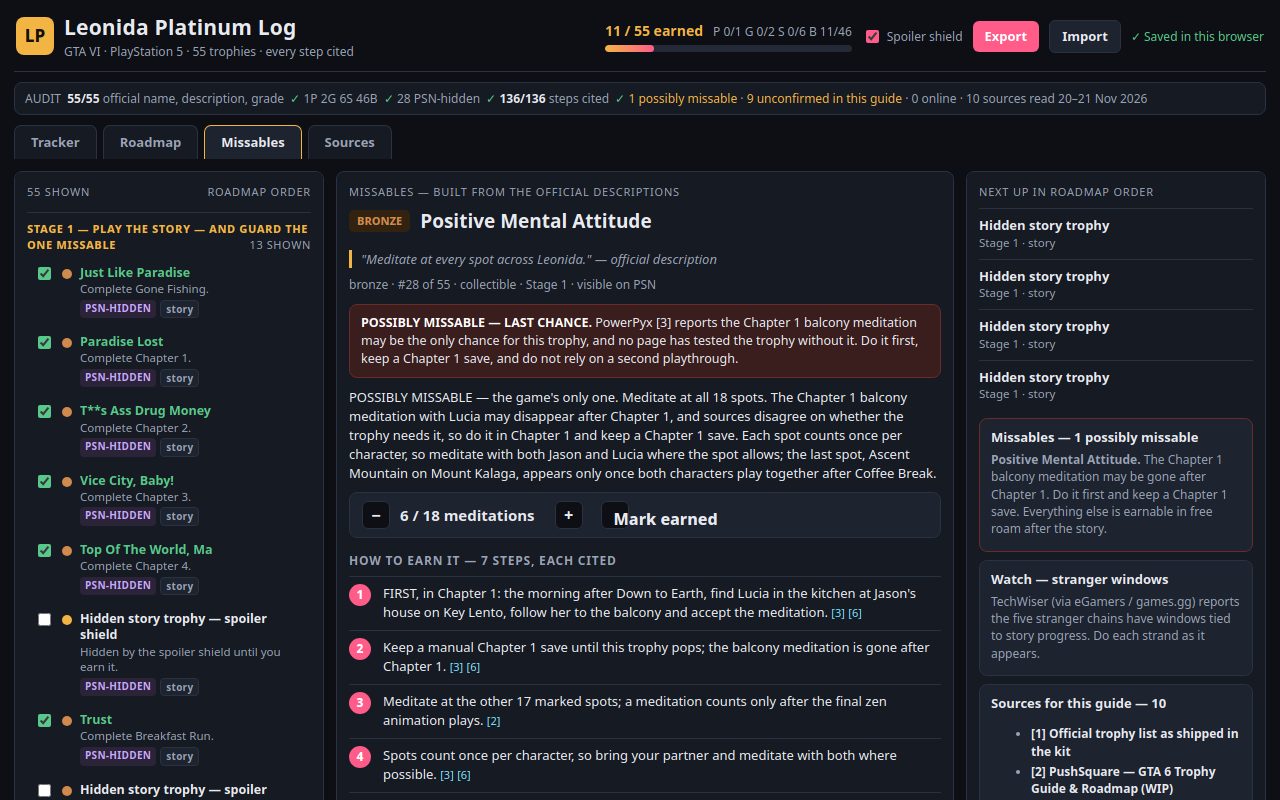 LP
Leonida Platinum Log
GTA VI · PlayStation 5 · 55 trophies · every step cited
11 / 55 earned P 0/1 G 0/2 S 0/6 B 11/46
Spoiler shield
Export
Import
✓ Saved in this browser
AUDIT 55/55 official name, description, grade ✓ 1P 2G 6S 46B ✓ 28 PSN-hidden ✓ 136/136 steps cited ✓ 1 possibly missable · 9 unconfirmed in this guide · 0 online · 10 sources read 20–21 Nov 2026
Tracker
Roadmap
Missables
Sources
55 SHOWN ROADMAP ORDER
STAGE 1 — PLAY THE STORY — AND GUARD THE
ONE MISSABLE 13 SHOWN
Just Like Paradise
Complete Gone Fishing.
PSN-HIDDEN story
Paradise Lost
Complete Chapter 1.
PSN-HIDDEN story
T**s Ass Drug Money
Complete Chapter 2.
PSN-HIDDEN story
Vice City, Baby!
Complete Chapter 3.
PSN-HIDDEN story
Top Of The World, Ma
Complete Chapter 4.
PSN-HIDDEN story
Hidden story trophy — spoiler
shield
Hidden by the spoiler shield until you
earn it.
PSN-HIDDEN story
Trust
Complete Breakfast Run.
PSN-HIDDEN story
Hidden story trophy — spoiler
MISSABLES — BUILT FROM THE OFFICIAL DESCRIPTIONS
BRONZE Positive Mental Attitude
"Meditate at every spot across Leonida." — official description
bronze · #28 of 55 · collectible · Stage 1 · visible on PSN
POSSIBLY MISSABLE — LAST CHANCE. PowerPyx [3] reports the Chapter 1 balcony meditation
may be the only chance for this trophy, and no page has tested the trophy without it. Do it first,
keep a Chapter 1 save, and do not rely on a second playthrough.
POSSIBLY MISSABLE — the game's only one. Meditate at all 18 spots. The Chapter 1 balcony
meditation with Lucia may disappear after Chapter 1, and sources disagree on whether the
trophy needs it, so do it in Chapter 1 and keep a Chapter 1 save. Each spot counts once per
character, so meditate with both Jason and Lucia where the spot allows; the last spot, Ascent
Mountain on Mount Kalaga, appears only once both characters play together after Coffee Break.
− 6 / 18 meditations + Mark earned
HOW TO EARN IT — 7 STEPS, EACH CITED
1 FIRST, in Chapter 1: the morning after Down to Earth, find Lucia in the kitchen at Jason's
house on Key Lento, follow her to the balcony and accept the meditation. [3] [6]
2 Keep a manual Chapter 1 save until this trophy pops; the balcony meditation is gone after
Chapter 1. [3] [6]
3 Meditate at the other 17 marked spots; a meditation counts only after the final zen
animation plays. [2]
4 Spots count once per character, so bring your partner and meditate with both where
possible. [3] [6]
NEXT UP IN ROADMAP ORDER
Hidden story trophy
Stage 1 · story
Hidden story trophy
Stage 1 · story
Hidden story trophy
Stage 1 · story
Hidden story trophy
Stage 1 · story
Missables — 1 possibly missable
Positive Mental Attitude. The Chapter 1
balcony meditation may be gone after
Chapter 1. Do it first and keep a Chapter 1
save. Everything else is earnable in free
roam after the story.
Watch — stranger windows
TechWiser (via eGamers / games.gg) reports
the five stranger chains have windows tied
to story progress. Do each strand as it
appears.
Sources for this guide — 10
• [1] Official trophy list as shipped in
the kit
• [2] PushSquare — GTA 6 Trophy
Guide & Roadmap (WIP)